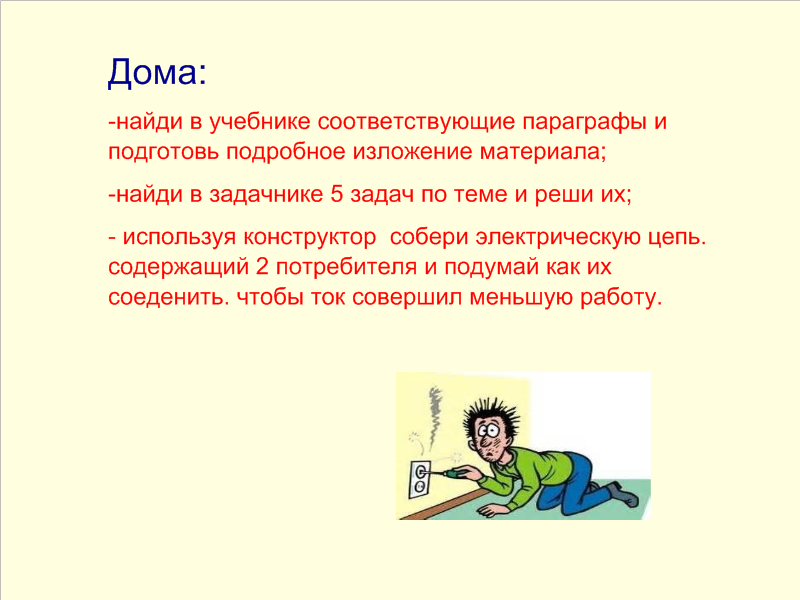 Дома:
-найди в учебнике соответствующие параграфы и
подготовь подробное изложение материала;
-найди в задачнике 5 задач по теме и реши их;
- используя конструктор  собери электрическую цепь.
содержащий 2 потребителя и подумай как их
соеденить. чтобы ток совершил меньшую работу.